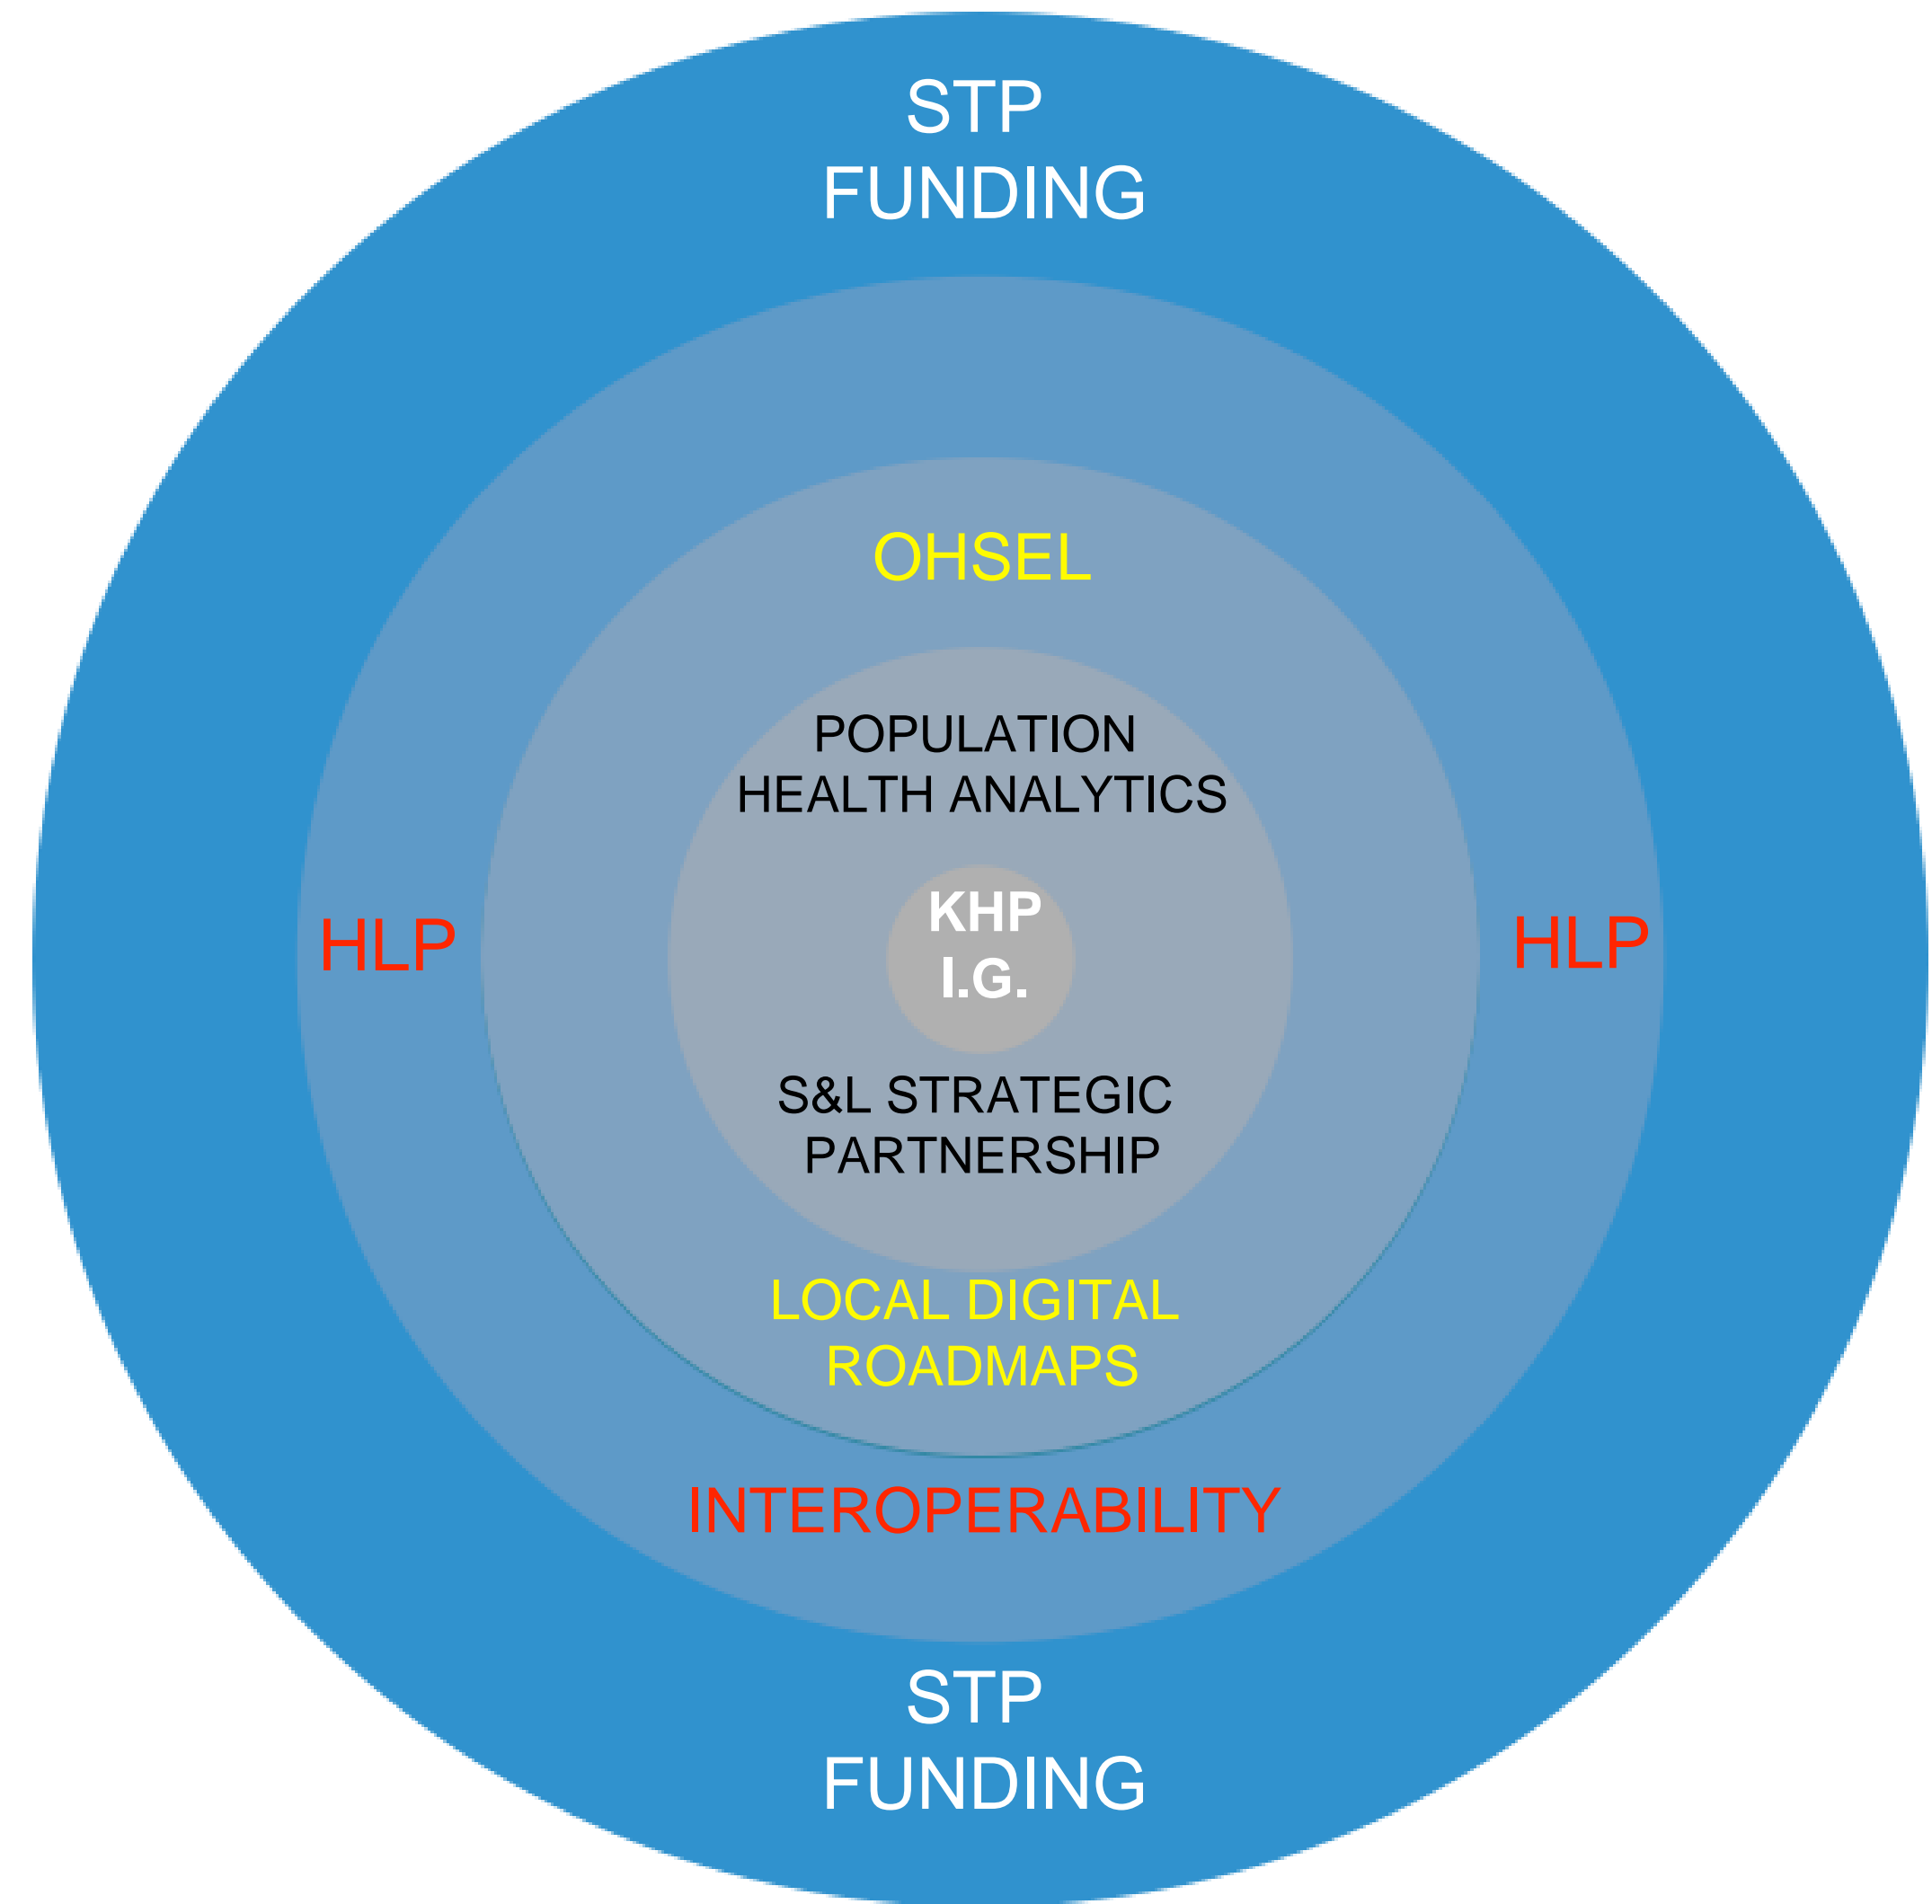 STP
FUNDING
OHSEL
POPULATION
HEALTH ANALYTICS
HLP
KHP
I.G.
HLP
S&L STRATEGIC
PARTNERSHIP
LOCAL DIGITAL
ROADMAPS
INTEROPERABILITY
STP
FUNDING